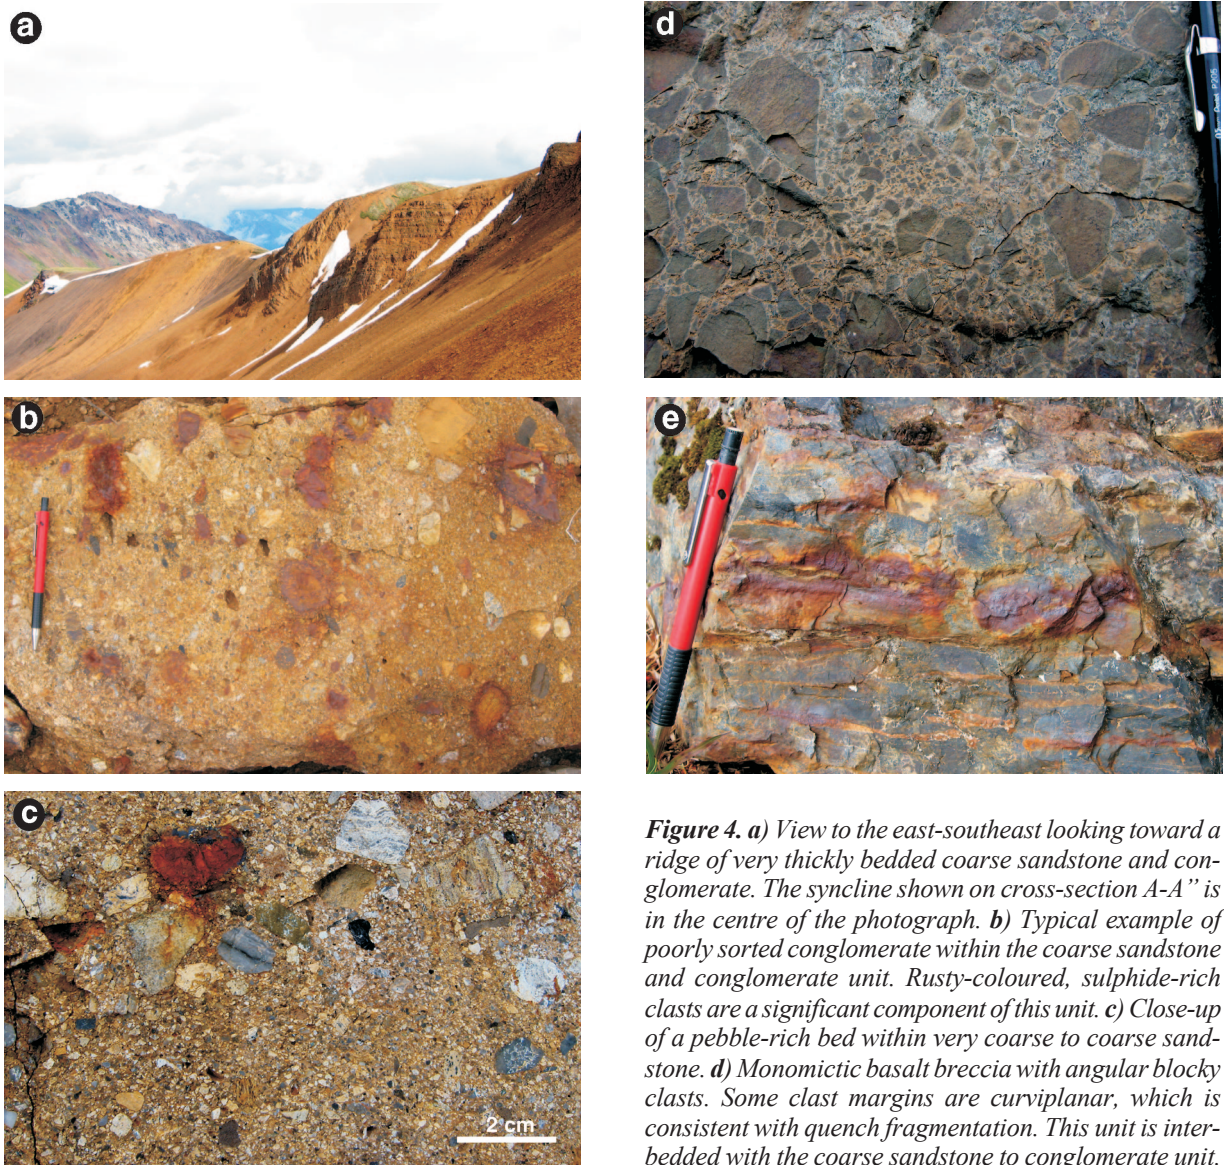 a
d
b
e
c
2 cm
Pentel P205
Figure 4. a) View to the east-southeast looking toward a
ridge of very thickly bedded coarse sandstone and con-
glomerate. The syncline shown on cross-section A-A” is
in the centre of the photograph. b) Typical example of
poorly sorted conglomerate within the coarse sandstone
and conglomerate unit. Rusty-coloured, sulphide-rich
clasts are a significant component of this unit. c) Close-up
of a pebble-rich bed within very coarse to coarse sand-
stone. d) Monomictic basalt breccia with angular blocky
clasts. Some clast margins are curviplanar, which is
consistent with quench fragmentation. This unit is inter-
bedded with the coarse sandstone to conglomerate unit.